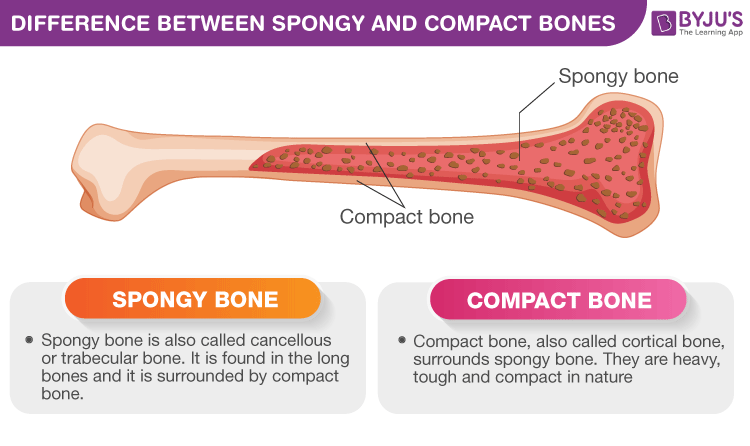 DIFFERENCE BETWEEN SPONGY AND COMPACT BONES
BYJU'S
The Learning App
Spongy bone
Compact bone
SPONGY BONE
Spongy bone is also called cancellous
or trabecular bone. It is found in the long
bones and it is surrounded by compact
bone.
COMPACT BONE
Compact bone, also called cortical bone,
surrounds spongy bone. They are heavy,
tough and compact in nature